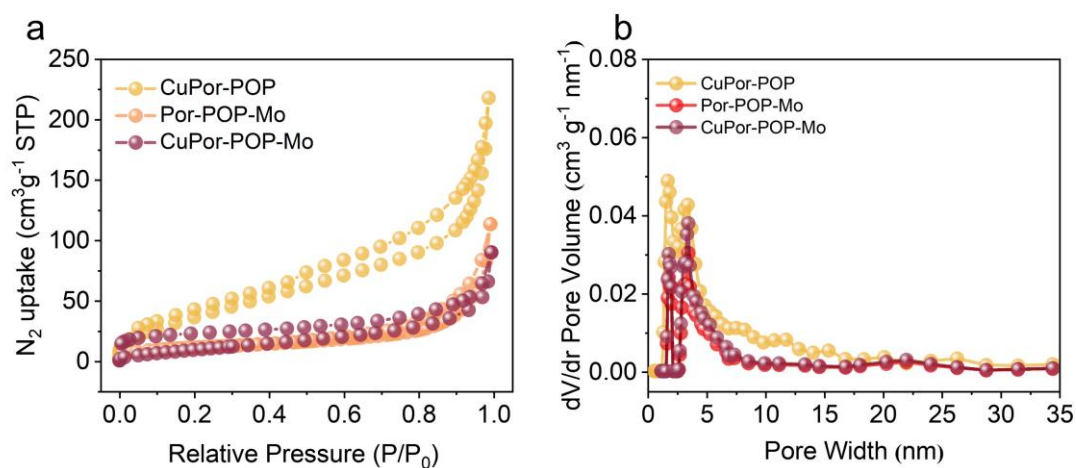 a
N₂ uptake (cm³g⁻¹ STP)
250
200
150
100
50
0
CuPor-POP
Por-POP-Mo
CuPor-POP-Mo
0.0 0.2 0.4 0.6 0.8 1.0
Relative Pressure (P/P₀)
b
dV/dr Pore Volume (cm³ g⁻¹ nm⁻¹)
0.08
0.06
0.04
0.02
0.00
CuPor-POP
Por-POP-Mo
CuPor-POP-Mo
0 5 10 15 20 25 30 35
Pore Width (nm)